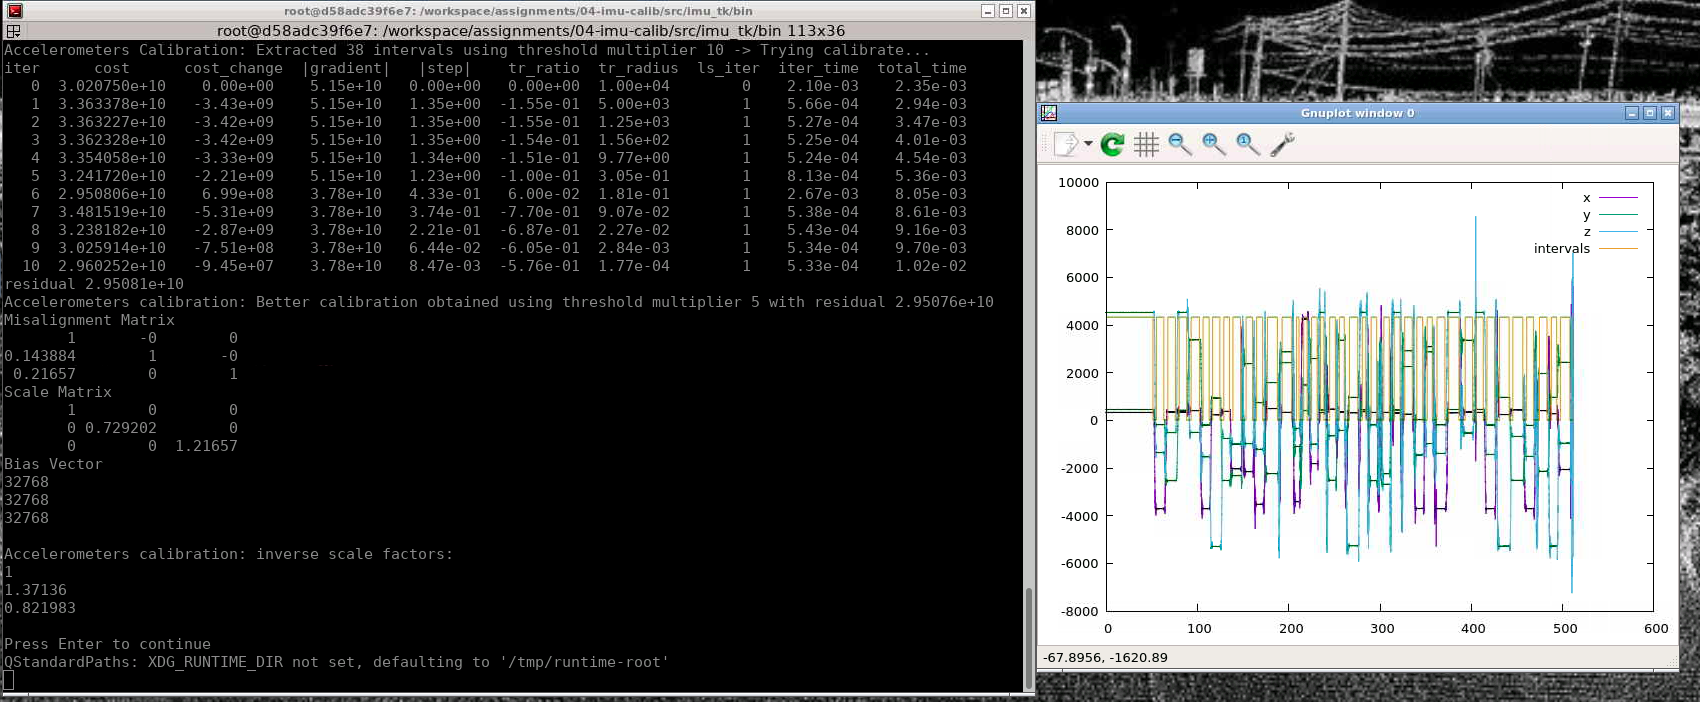 root@d58adc39f6e7: /workspace/assignments/04-imu-calib/src/imu_tk/bin
root@d58adc39f6e7: /workspace/assignments/04-imu-calib/src/imu_tk/bin 113x36
Accelerometers Calibration: Extracted 38 intervals using threshold multiplier 10 -> Trying calibrate...
iter cost cost_change |gradient| |step| tr_ratio tr_radius ls_iter iter_time total_time
0 3.020750e+10 0.00e+00 5.15e+10 0.00e+00 0.00e+00 1.00e+04 0 2.10e-03 2.35e-03
1 3.363378e+10 -3.43e+09 5.15e+10 1.35e+00 -1.55e-01 5.00e+03 1 5.66e-04 2.94e-03
2 3.363227e+10 -3.42e+09 5.15e+10 1.35e+00 -1.55e-01 1.25e+03 1 5.27e-04 3.47e-03
3 3.362328e+10 -3.42e+09 5.15e+10 1.35e+00 -1.54e-01 1.56e+02 1 5.25e-04 4.01e-03
4 3.354058e+10 -3.33e+09 5.15e+10 1.34e+00 -1.51e-01 9.77e+00 1 5.24e-04 4.54e-03
5 3.241720e+10 -2.21e+09 5.15e+10 1.23e+00 -1.00e-01 3.05e-01 1 8.13e-04 5.36e-03
6 2.950806e+10 6.99e+08 3.78e+10 4.33e-01 6.00e-02 1.81e-01 1 2.67e-03 8.05e-03
7 3.481519e+10 -5.31e+09 3.78e+10 3.74e-01 -7.70e-01 9.07e-02 1 5.38e-04 8.61e-03
8 3.238182e+10 -2.87e+09 3.78e+10 2.21e-01 -6.87e-01 2.27e-02 1 5.43e-04 9.16e-03
9 3.025914e+10 -7.51e+08 3.78e+10 6.44e-02 -6.05e-01 2.84e-03 1 5.34e-04 9.70e-03
10 2.960252e+10 -9.45e+07 3.78e+10 8.47e-03 -5.76e-01 1.77e-04 1 5.33e-04 1.02e-02
residual 2.95081e+10
Accelerometers calibration: Better calibration obtained using threshold multiplier 5 with residual 2.95076e+10
Misalignment Matrix
1 -0 0
0.143884 1 -0
0.21657 0 1
Scale Matrix
1 0 0
0 0.729202 0
0 0 1.21657
Bias Vector
32768
32768
32768
Accelerometers calibration: inverse scale factors:
1
1.37136
0.821983
Press Enter to continue
QStandardPaths: XDG_RUNTIME_DIR not set, defaulting to '/tmp/runtime-root'
Gnuplot window 0
10000
8000
6000
4000
2000
0
-2000
-4000
-6000
-8000
x
y
z
intervals
0 100 200 300 400 500 600
-67.8956, -1620.89